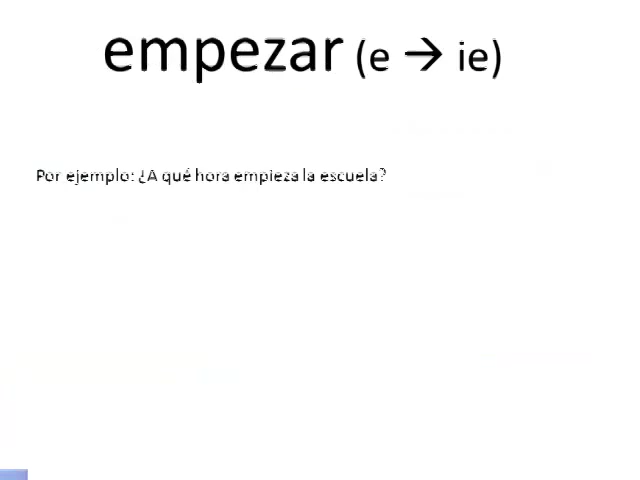 empezar (e → ie)
Por ejemplo: ¿A qué hora empieza la escuela?